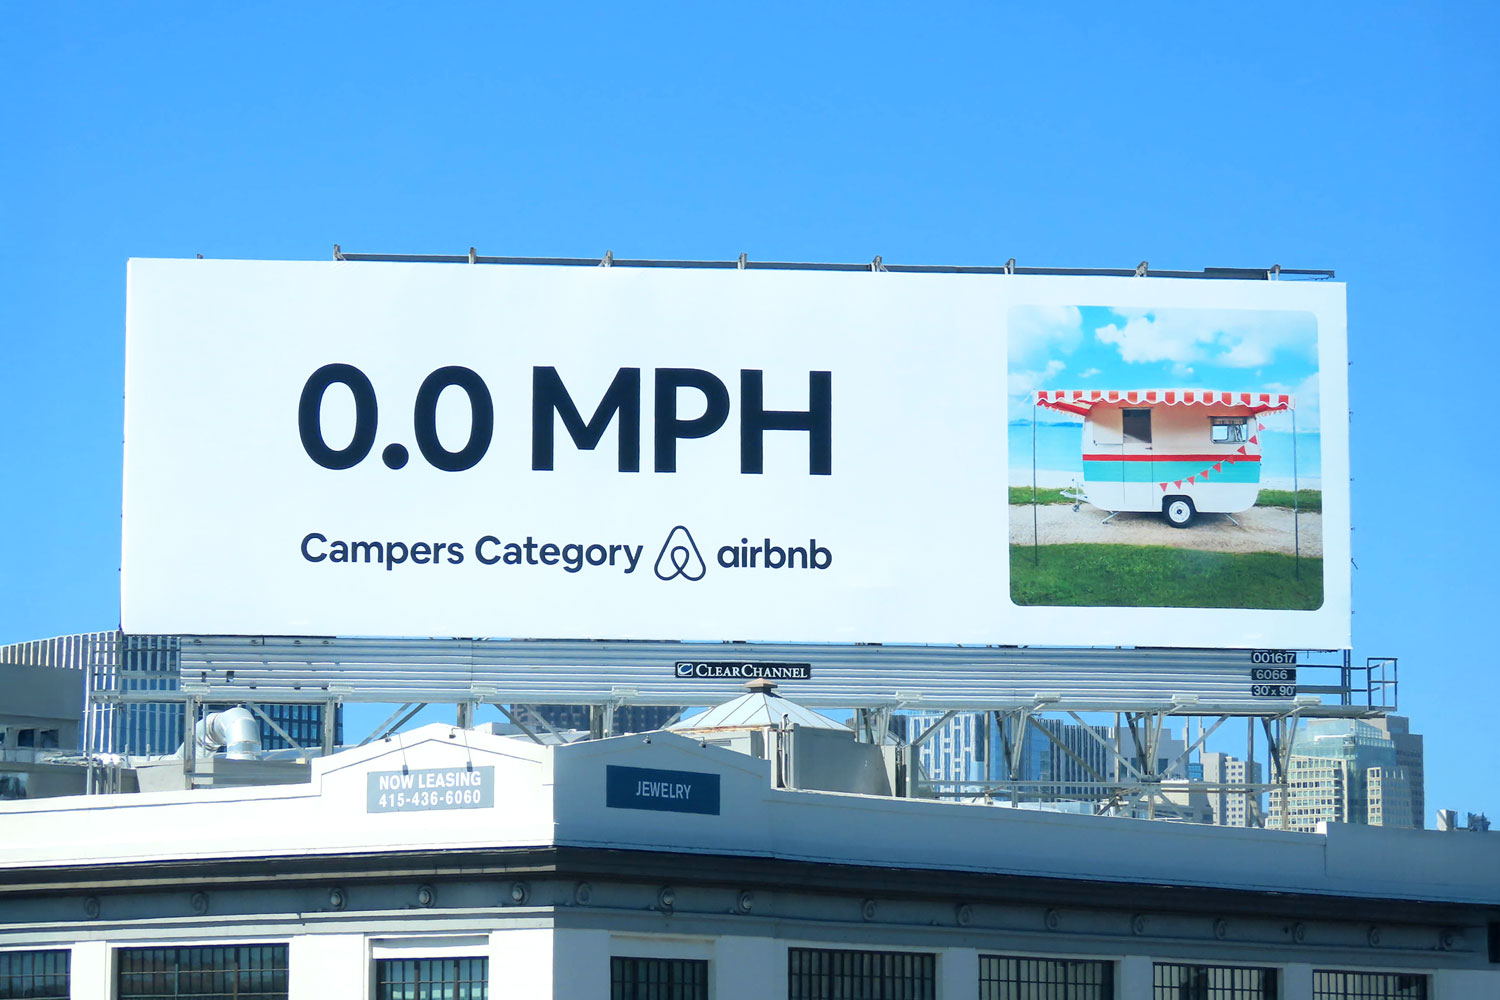 0.0 MPH
Campers Category airbnb
CLEARCHANNEL
001617
6066
30' x 90'
NOW LEASING
415-436-6060
JEWELRY